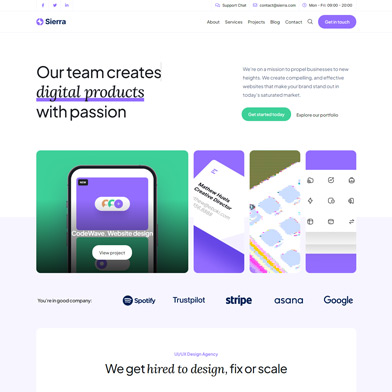 Support Chat contact@sierra.com Mon - Fri: 09:00 - 20:00
Sierra
About Services Projects Blog Contact Get in touch
Our team creates
digital products
with passion
We're on a mission to propel businesses to new
heights. We create compelling, and effective
websites that make your brand stand out in
today's saturated market.
Get started today Explore our portfolio
NEW
CodeWave. Website Design
View project
Mathew Huels
Creative Director
You're in good company:
Spotify Trustpilot stripe asana Google
UI/UX Design Agency
We get hired to design, fix or scale